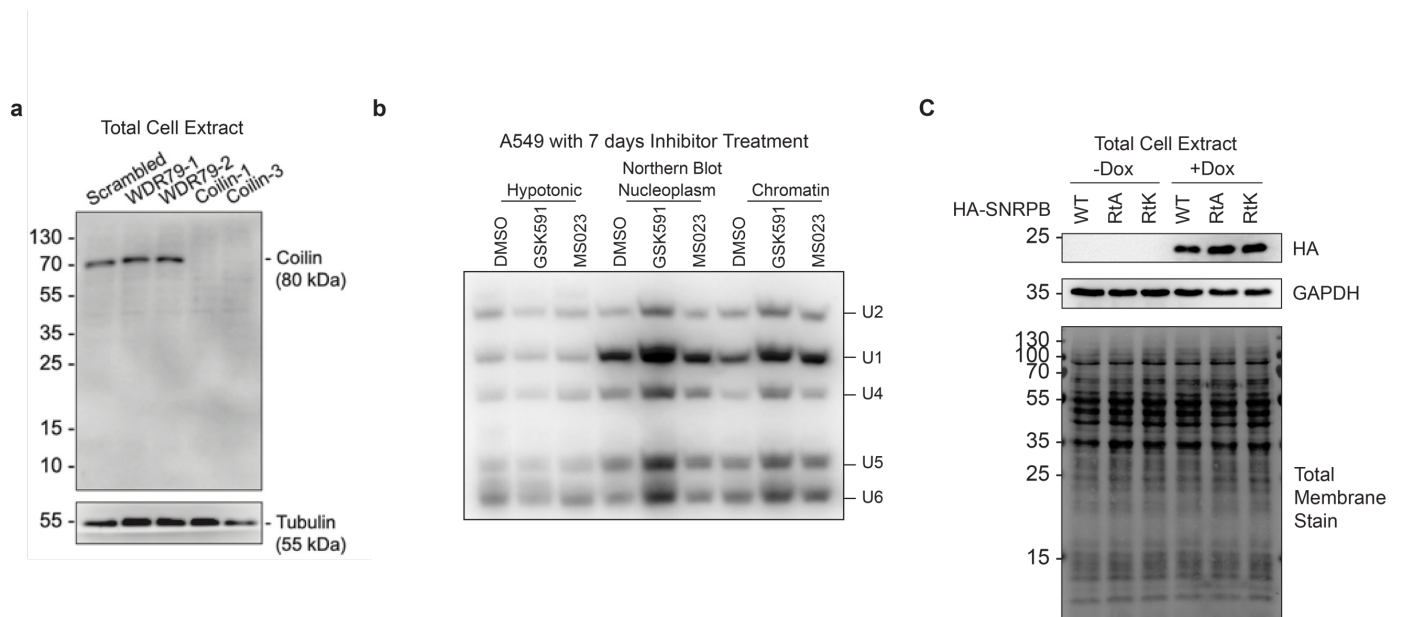 a
Total Cell Extract
Scrambled
WDR79-1
WDR79-2
Coilin-1
Coilin-3
130 -
70 -
55 -
35 -
25 -
15 -
10 -
- Coilin
(80 kDa)
55 -
- Tubulin
(55 kDa)
b
A549 with 7 days Inhibitor Treatment
Northern Blot
Hypotonic
Nucleoplasm
Chromatin
DMSO
GSK591
MS023
DMSO
GSK591
MS023
DMSO
GSK591
MS023
U2
U1
U4
U5
U6
C
Total Cell Extract
-Dox
+Dox
HA-SNRPB
WT
RtA
RtK
WT
RtA
RtK
25
HA
35
GAPDH
130
100
70
55
35
25
15
Total
Membrane
Stain